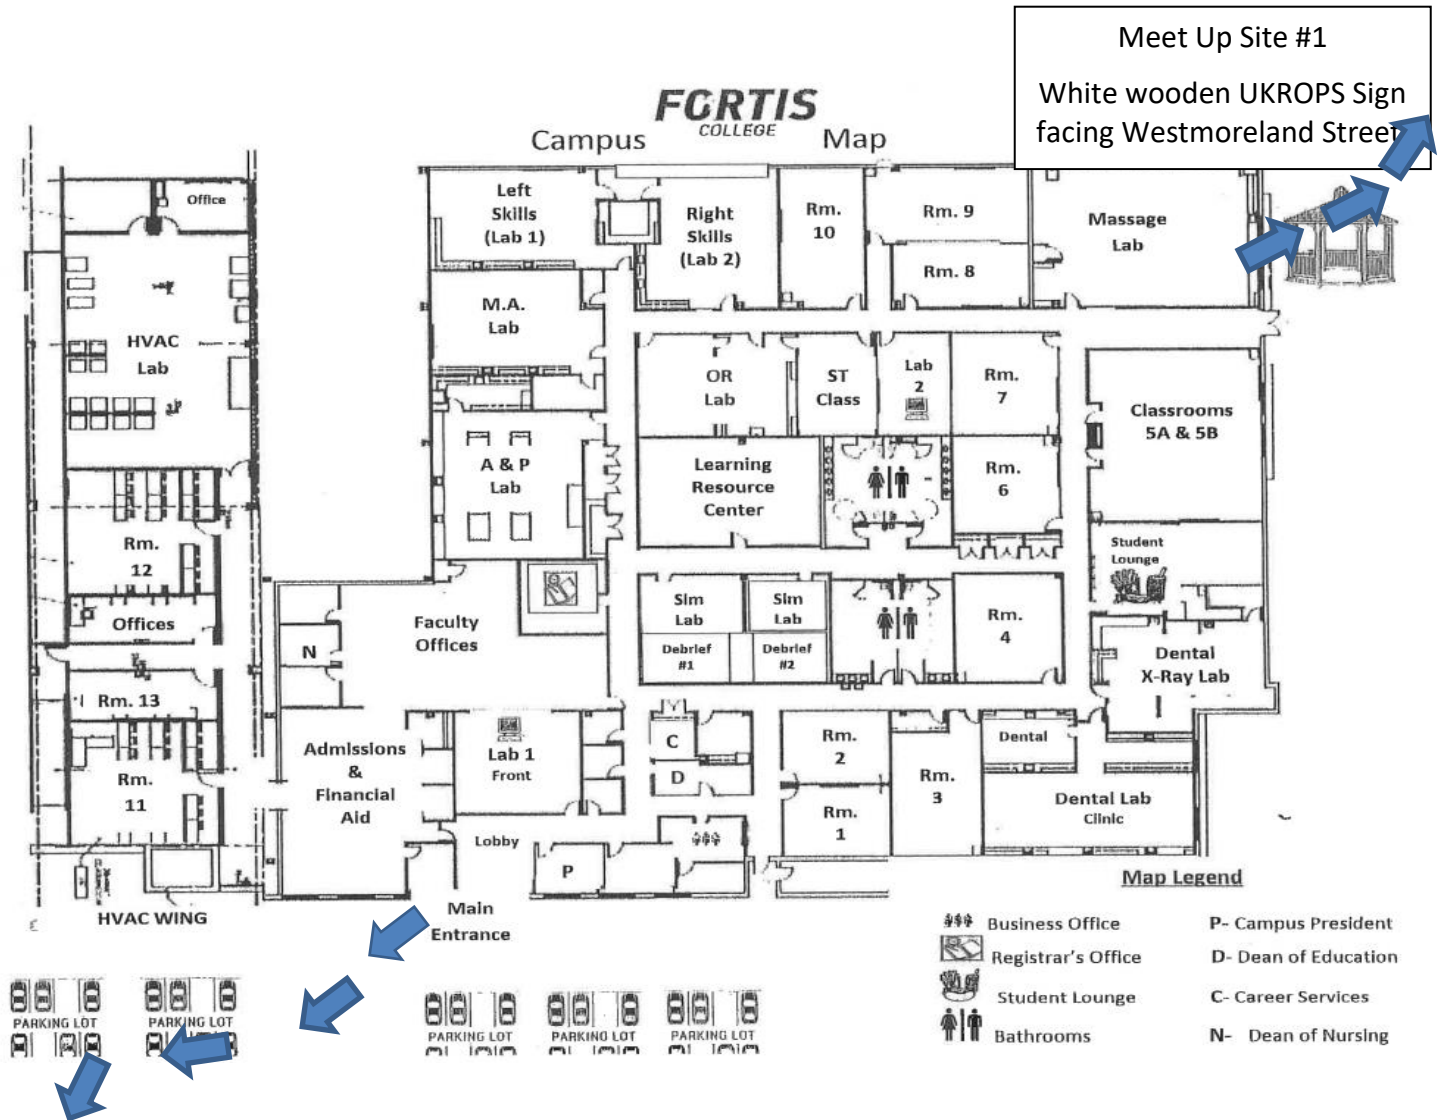 Meet Up Site #1
White wooden UKROPS Sign
facing Westmoreland Street
FORTIS
COLLEGE
Campus Map
Office
Left
Skills
(Lab 1)
Right
Skills
(Lab 2)
Rm.
10
Rm. 9
Rm. 8
Massage
Lab
HVAC
Lab
M.A.
Lab
OR
Lab
ST
Class
Lab
2
Rm.
7
Classrooms
5A & 5B
A & P
Lab
Learning
Resource
Center
Rm.
6
Rm.
12
Student
Lounge
Offices
Faculty
Offices
N
Sim
Lab
Sim
Lab
Debrief
#1
Debrief
#2
Rm.
4
Dental
X-Ray Lab
Rm. 13
Rm.
11
Admissions
&
Financial
Aid
Lab 1
Front
C
D
Rm.
2
Rm.
1
Rm.
3
Dental
Dental Lab
Clinic
Lobby
P
Main
Entrance
HVAC WING
Map Legend
Business Office
Registrar's Office
Student Lounge
Bathrooms
P- Campus President
D- Dean of Education
C- Career Services
N- Dean of Nursing
PARKING LOT
PARKING LOT
PARKING LOT
PARKING LOT
PARKING LOT